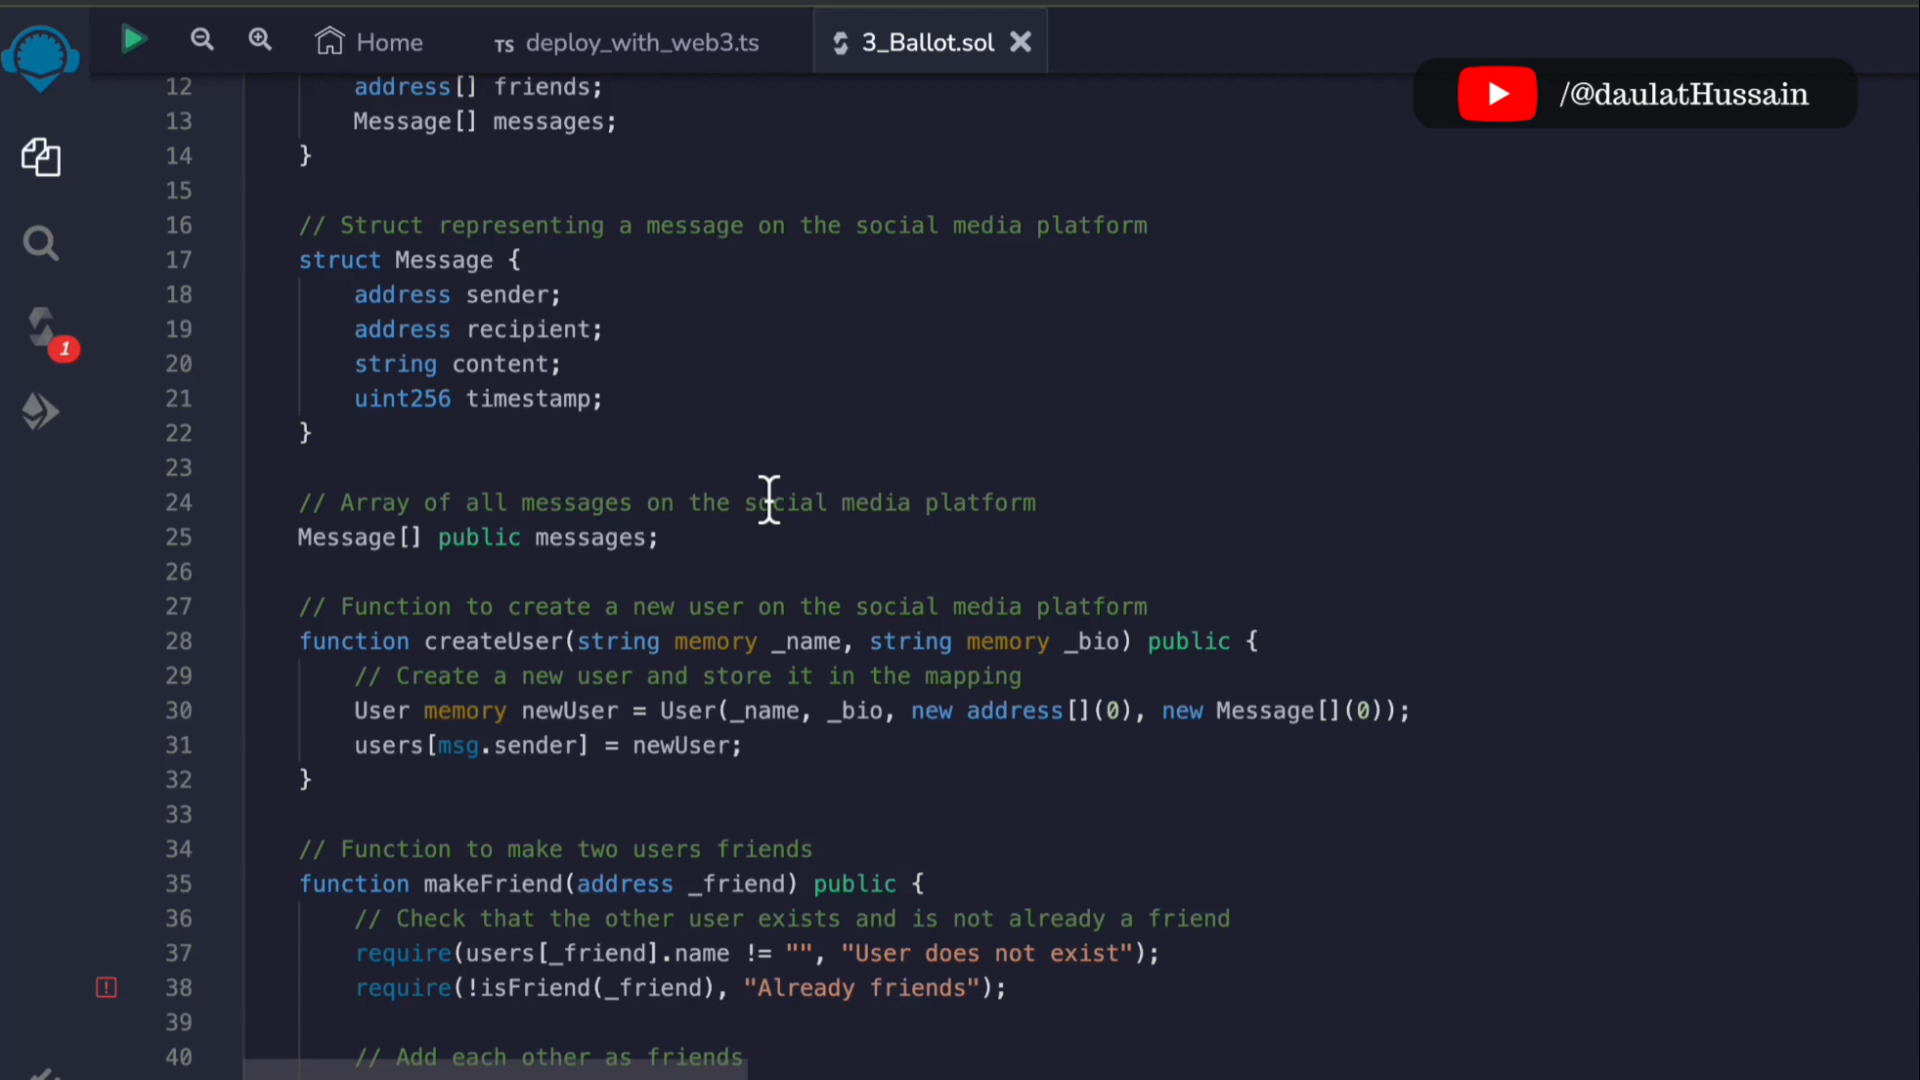 Home
TS deploy_with_web3.ts
3_Ballot.sol
/@daulatHussain
1
12 address[] friends;
13 Message[] messages;
14 }
15
16 // Struct representing a message on the social media platform
17 struct Message {
18 address sender;
19 address recipient;
20 string content;
21 uint256 timestamp;
22 }
23
24 // Array of all messages on the social media platform
25 Message[] public messages;
26
27 // Function to create a new user on the social media platform
28 function createUser(string memory _name, string memory _bio) public {
29 // Create a new user and store it in the mapping
30 User memory newUser = User(_name, _bio, new address[](0), new Message[](0));
31 users[msg.sender] = newUser;
32 }
33
34 // Function to make two users friends
35 function makeFriend(address _friend) public {
36 // Check that the other user exists and is not already a friend
37 require(users[_friend].name != "", "User does not exist");
38 require(!isFriend(_friend), "Already friends");
39
40 // Add each other as friends